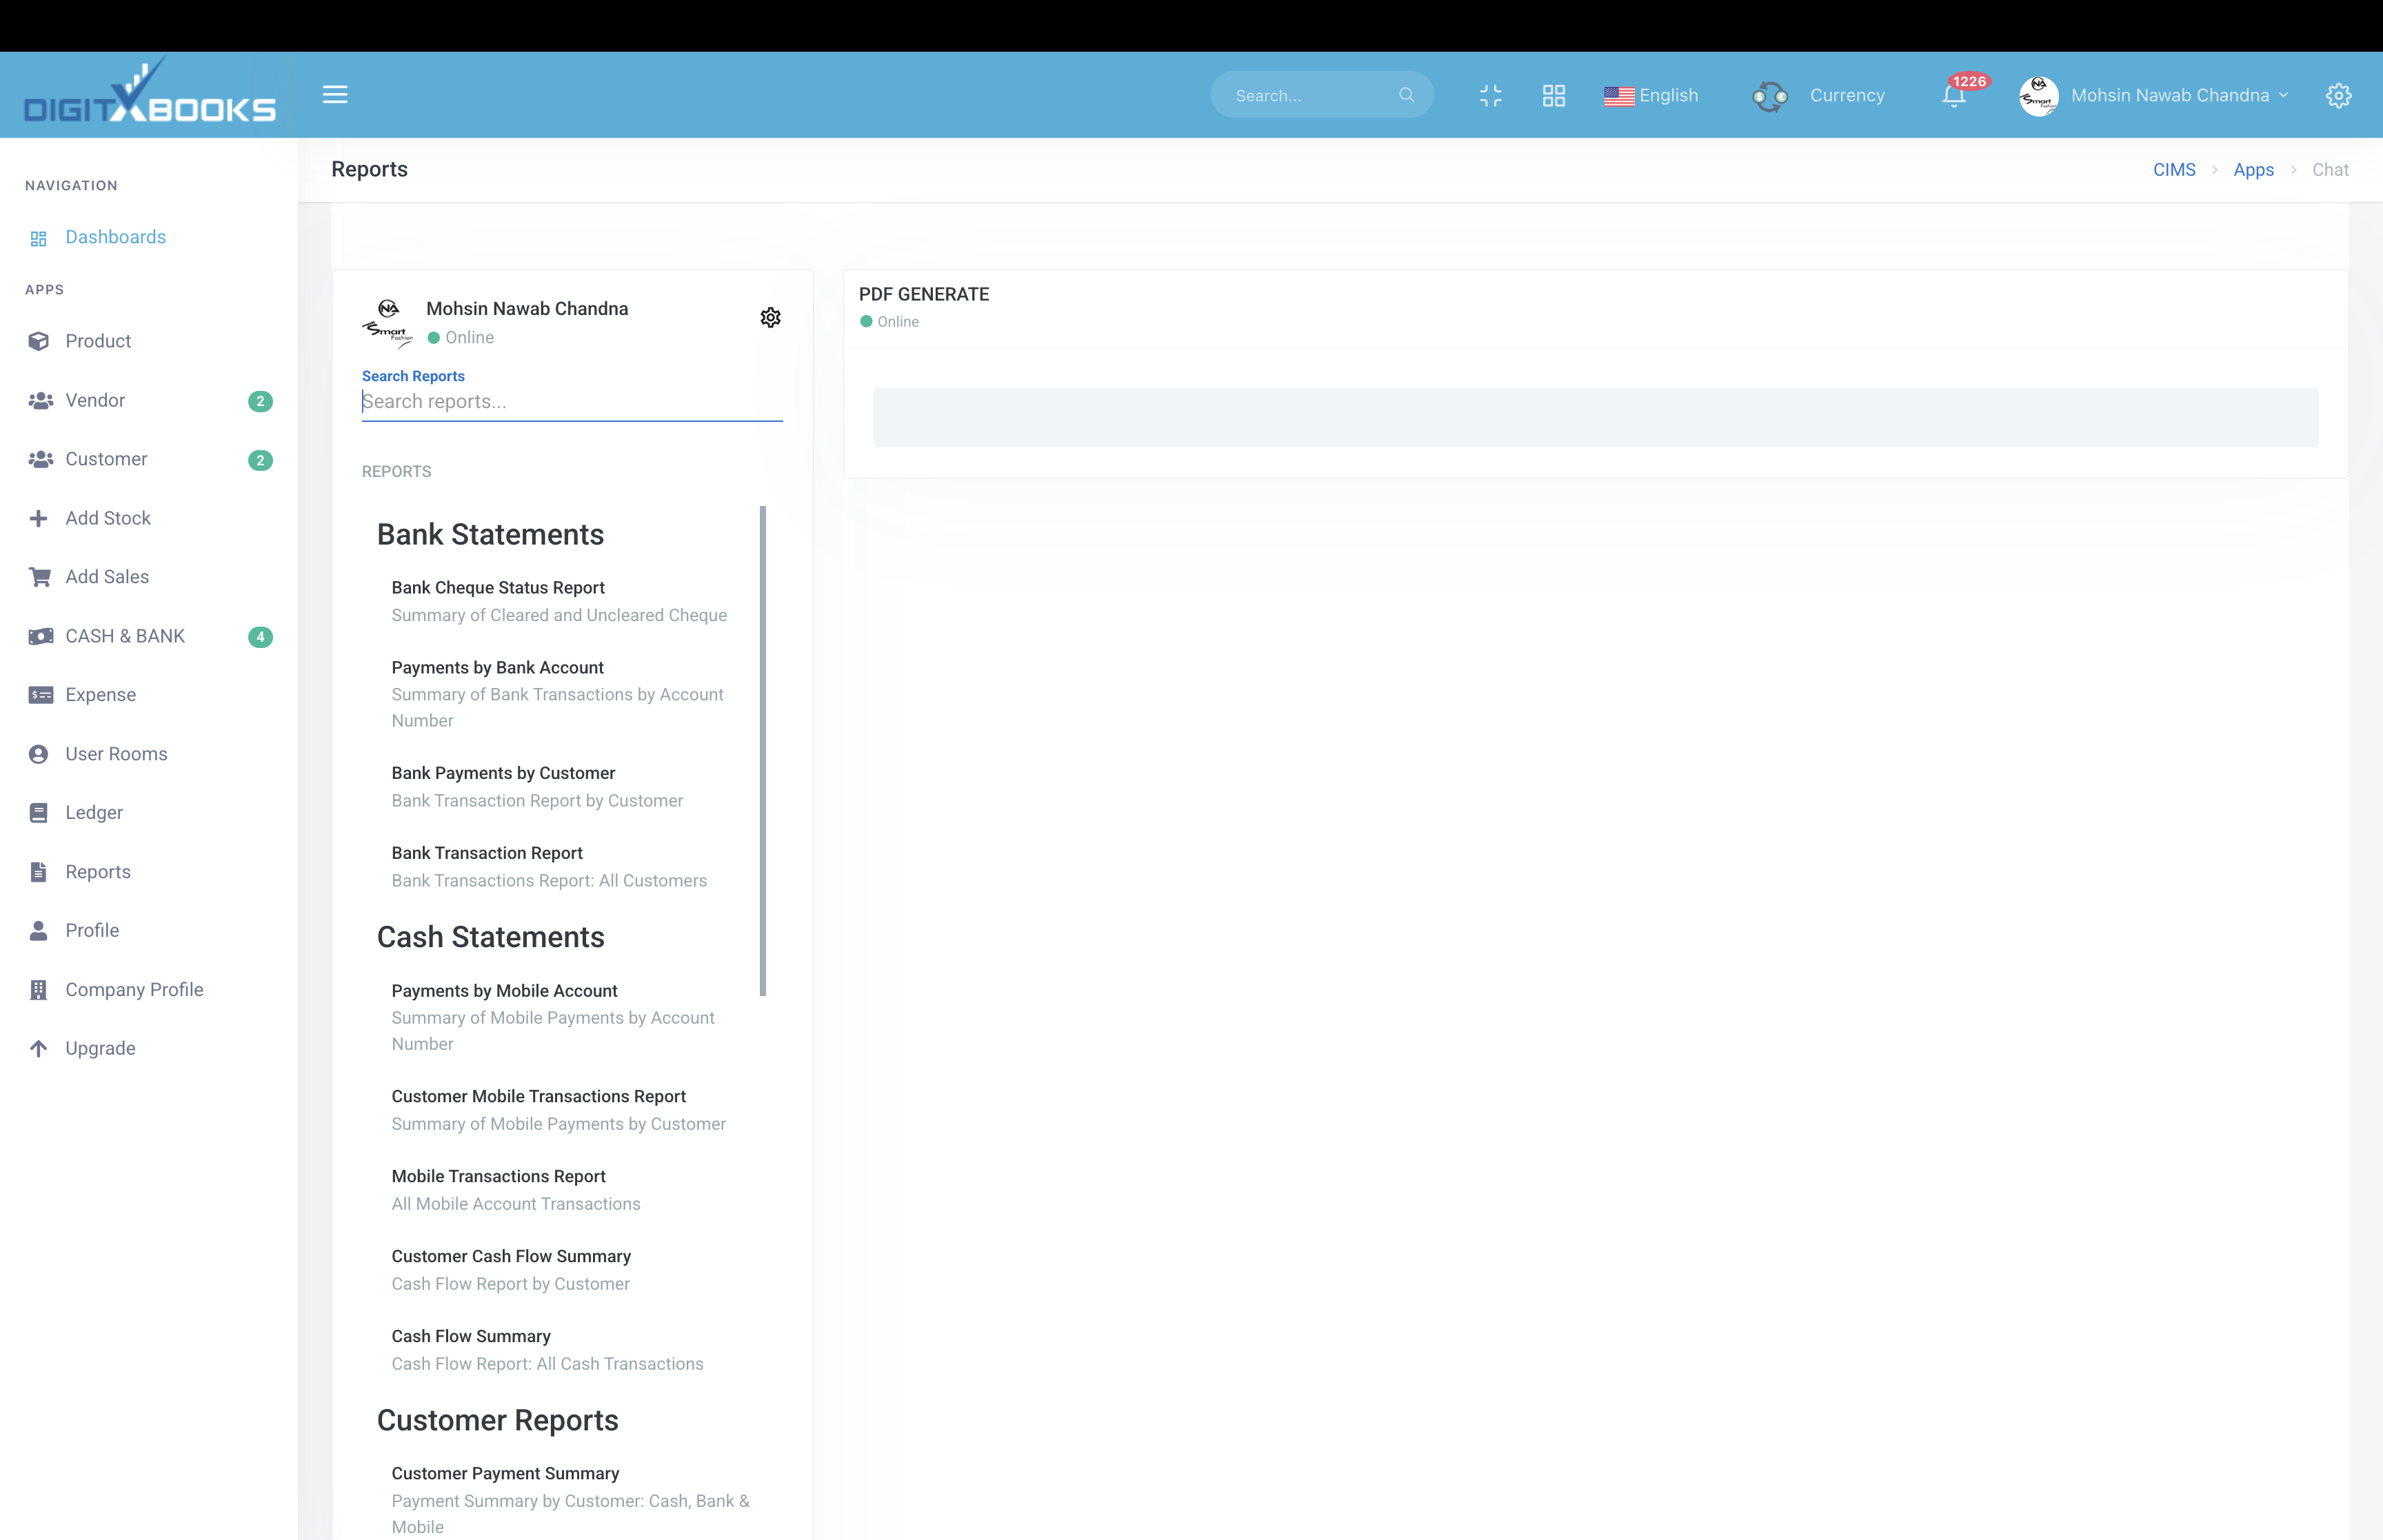 DIGITXBOOKS
Search...
English
Currency
1226
Mohsin Nawab Chandna
Reports
CIMS
Apps
Chat
NAVIGATION
Dashboards
APPS
Product
Vendor
2
Customer
2
Add Stock
Add Sales
CASH & BANK
4
Expense
User Rooms
Ledger
Reports
Profile
Company Profile
Upgrade
NA
Smart
Fashion
Mohsin Nawab Chandna
Online
Search Reports
Search reports...
REPORTS
Bank Statements
Bank Cheque Status Report
Summary of Cleared and Uncleared Cheque
Payments by Bank Account
Summary of Bank Transactions by Account
Number
Bank Payments by Customer
Bank Transaction Report by Customer
Bank Transaction Report
Bank Transactions Report: All Customers
Cash Statements
Payments by Mobile Account
Summary of Mobile Payments by Account
Number
Customer Mobile Transactions Report
Summary of Mobile Payments by Customer
Mobile Transactions Report
All Mobile Account Transactions
Customer Cash Flow Summary
Cash Flow Report by Customer
Cash Flow Summary
Cash Flow Report: All Cash Transactions
Customer Reports
Customer Payment Summary
Payment Summary by Customer: Cash, Bank &
Mobile
PDF GENERATE
Online